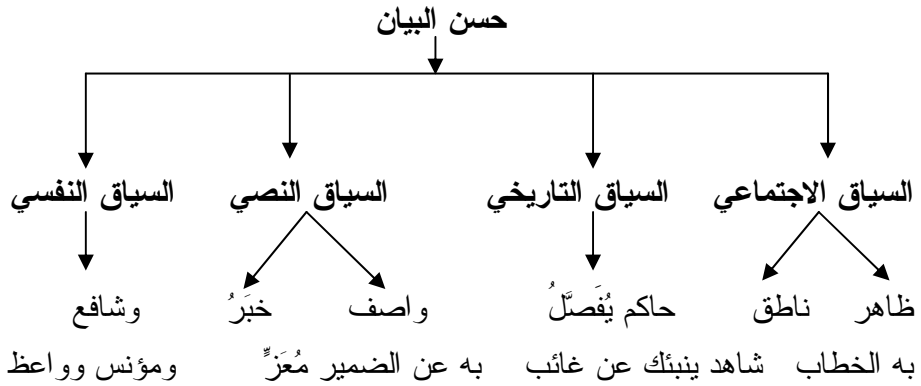 حسن البيان
السياق الاجتماعي السياق التاريخي السياق النصي السياق النفسي
ظاهر ناطق حاكم يُفَصَّلُ واصف خبَرُ وشافع
به الخطاب شاهد ينبئك عن غائب به عن الضمير مُعَزٍّ ومؤنس وواعظ